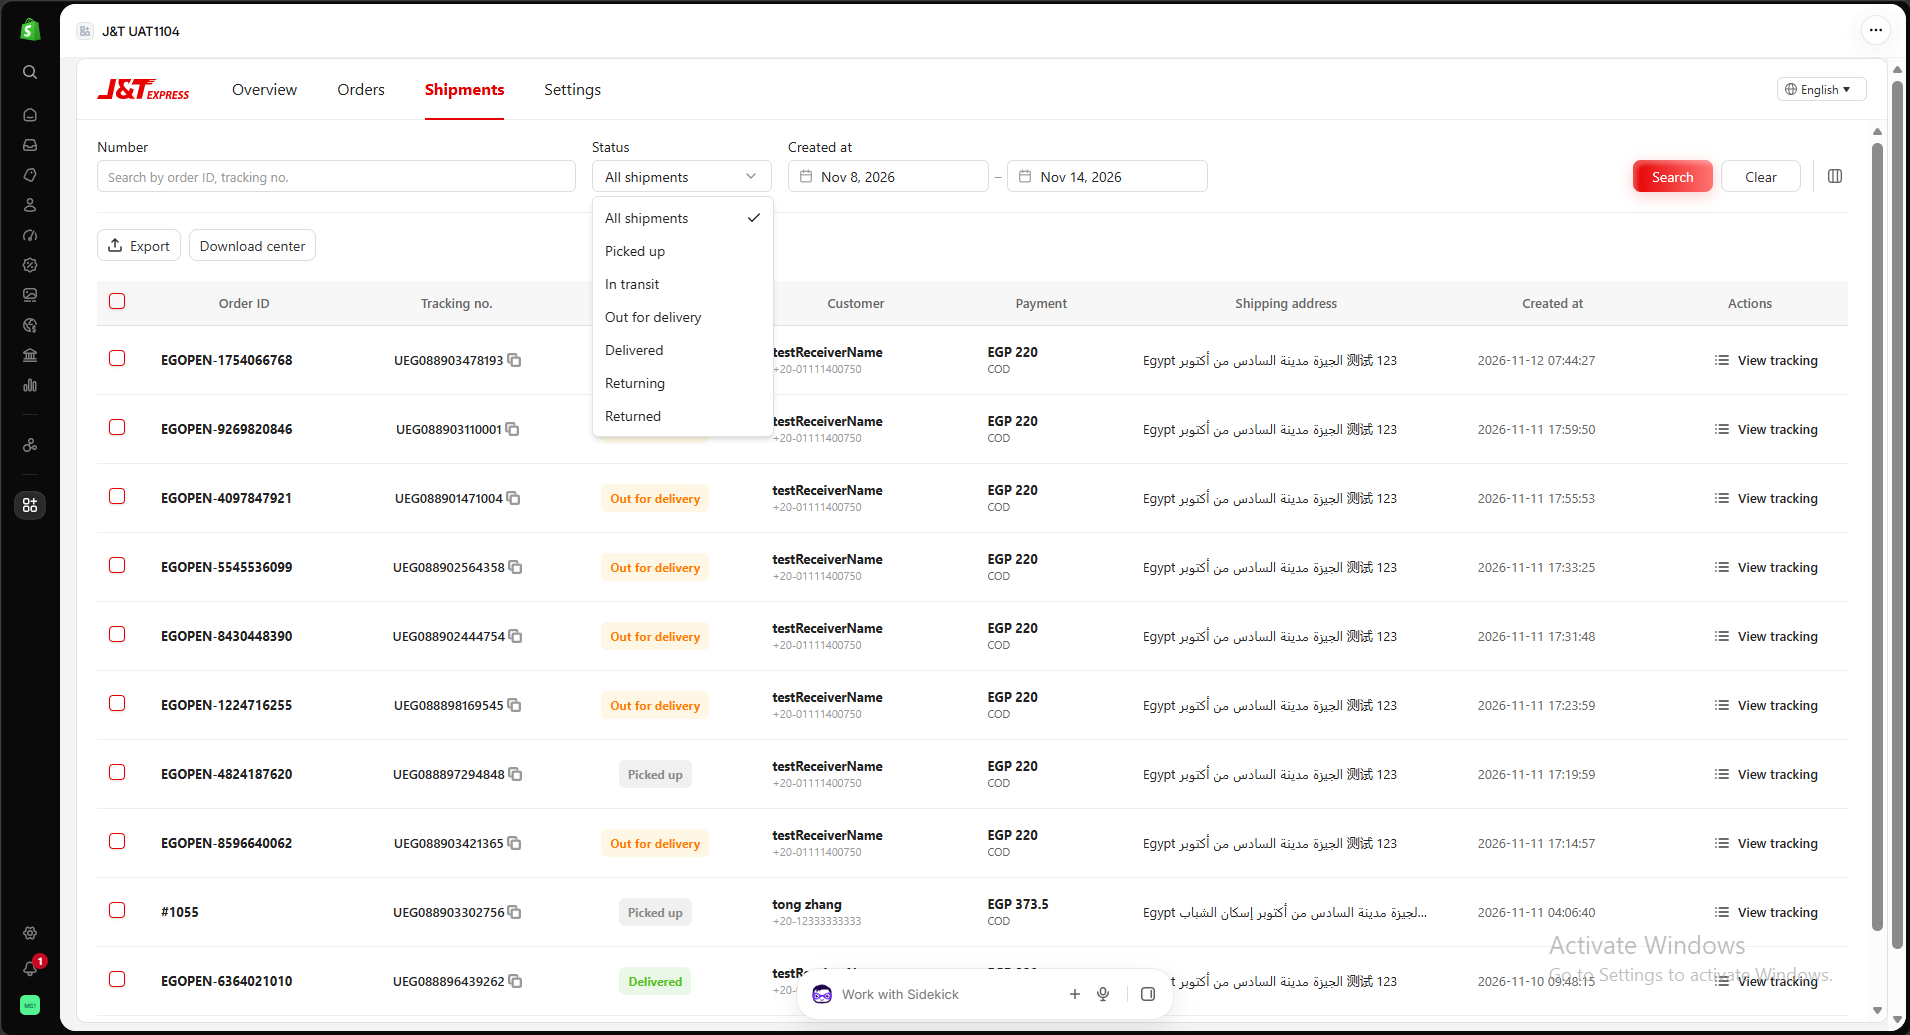 J&T UAT1104
J&T EXPRESS
Overview
Orders
Shipments
Settings
English
Number
Status
Created at
Search by order ID, tracking no.
All shipments
Nov 8, 2026
–
Nov 14, 2026
Search
Clear
All shipments
Picked up
In transit
Out for delivery
Delivered
Returning
Returned
Export
Download center
Order ID
Tracking no.
Customer
Payment
Shipping address
Created at
Actions
EGOPEN-1754066768
UEG088903478193
testReceiverName
+20-01111400750
EGP 220
COD
Egypt الجيزة مدينة السادس من أكتوبر 测试 123
2026-11-12 07:44:27
View tracking
EGOPEN-9269820846
UEG088903110001
testReceiverName
+20-01111400750
EGP 220
COD
Egypt الجيزة مدينة السادس من أكتوبر 测试 123
2026-11-11 17:59:50
View tracking
EGOPEN-4097847921
UEG088901471004
Out for delivery
testReceiverName
+20-01111400750
EGP 220
COD
Egypt الجيزة مدينة السادس من أكتوبر 测试 123
2026-11-11 17:55:53
View tracking
EGOPEN-5545536099
UEG088902564358
Out for delivery
testReceiverName
+20-01111400750
EGP 220
COD
Egypt الجيزة مدينة السادس من أكتوبر 测试 123
2026-11-11 17:33:25
View tracking
EGOPEN-8430448390
UEG088902444754
Out for delivery
testReceiverName
+20-01111400750
EGP 220
COD
Egypt الجيزة مدينة السادس من أكتوبر 测试 123
2026-11-11 17:31:48
View tracking
EGOPEN-1224716255
UEG088898169545
Out for delivery
testReceiverName
+20-01111400750
EGP 220
COD
Egypt الجيزة مدينة السادس من أكتوبر 测试 123
2026-11-11 17:23:59
View tracking
EGOPEN-4824187620
UEG088897294848
Picked up
testReceiverName
+20-01111400750
EGP 220
COD
Egypt الجيزة مدينة السادس من أكتوبر 测试 123
2026-11-11 17:19:59
View tracking
EGOPEN-8596640062
UEG088903421365
Out for delivery
testReceiverName
+20-01111400750
EGP 220
COD
Egypt الجيزة مدينة السادس من أكتوبر 测试 123
2026-11-11 17:14:57
View tracking
#1055
UEG088903302756
Picked up
tong zhang
+20-12333333333
EGP 373.5
COD
Egypt لجيزة مدينة السادس من أكتوبر إسكان الشباب...
2026-11-11 04:06:40
View tracking
EGOPEN-6364021010
UEG088896439262
Delivered
testR
+20-
t الجيزة مدينة السادس من أكتوبر 测试 123
2026-11-10 09:48:15
View tracking
Work with Sidekick
Activate Windows
Go to Settings to activate Windows.
1
MST